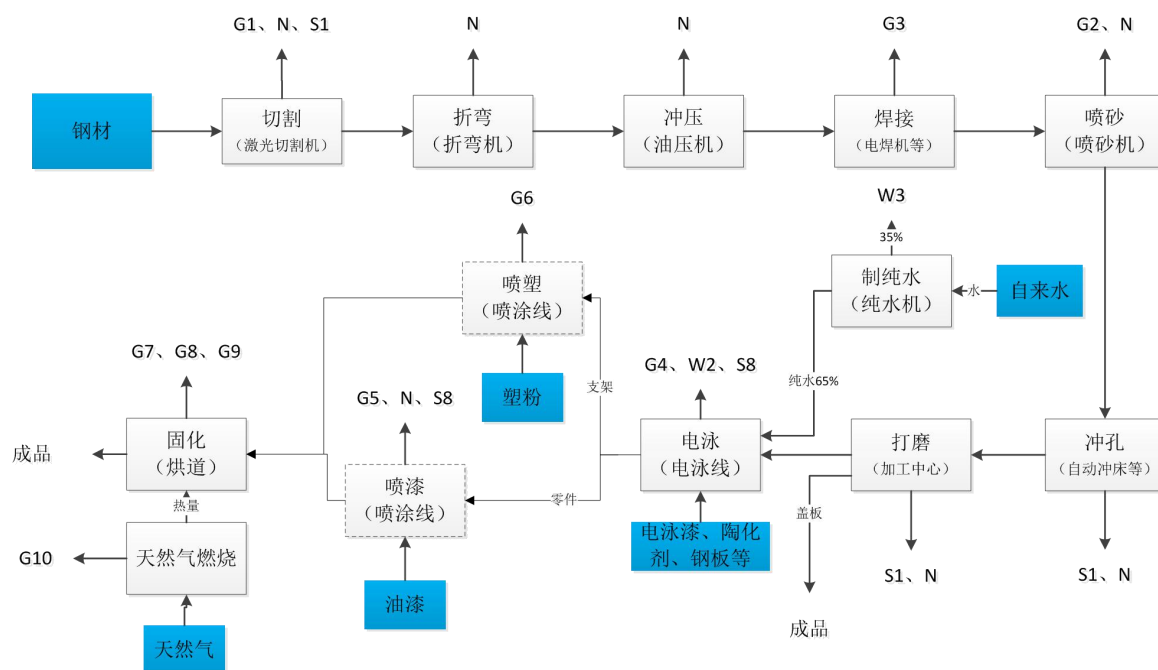 G1、N、S1
N
N
G3
G2、N
钢材
切割
（激光切割机）
折弯
（折弯机）
冲压
（油压机）
焊接
（电焊机等）
喷砂
（喷砂机）
G6
W3
35%
喷塑
（喷涂线）
制纯水
（纯水机）
水
自来水
G7、G8、G9
塑粉
支架
纯水65%
G4、W2、S8
G5、N、S8
成品
固化
（烘道）
电泳
（电泳线）
打磨
（加工中心）
冲孔
（自动冲床等）
热量
喷漆
（喷涂线）
零件
盖板
G10
天然气燃烧
电泳漆、陶化
剂、钢板等
S1、N
S1、N
油漆
天然气
成品